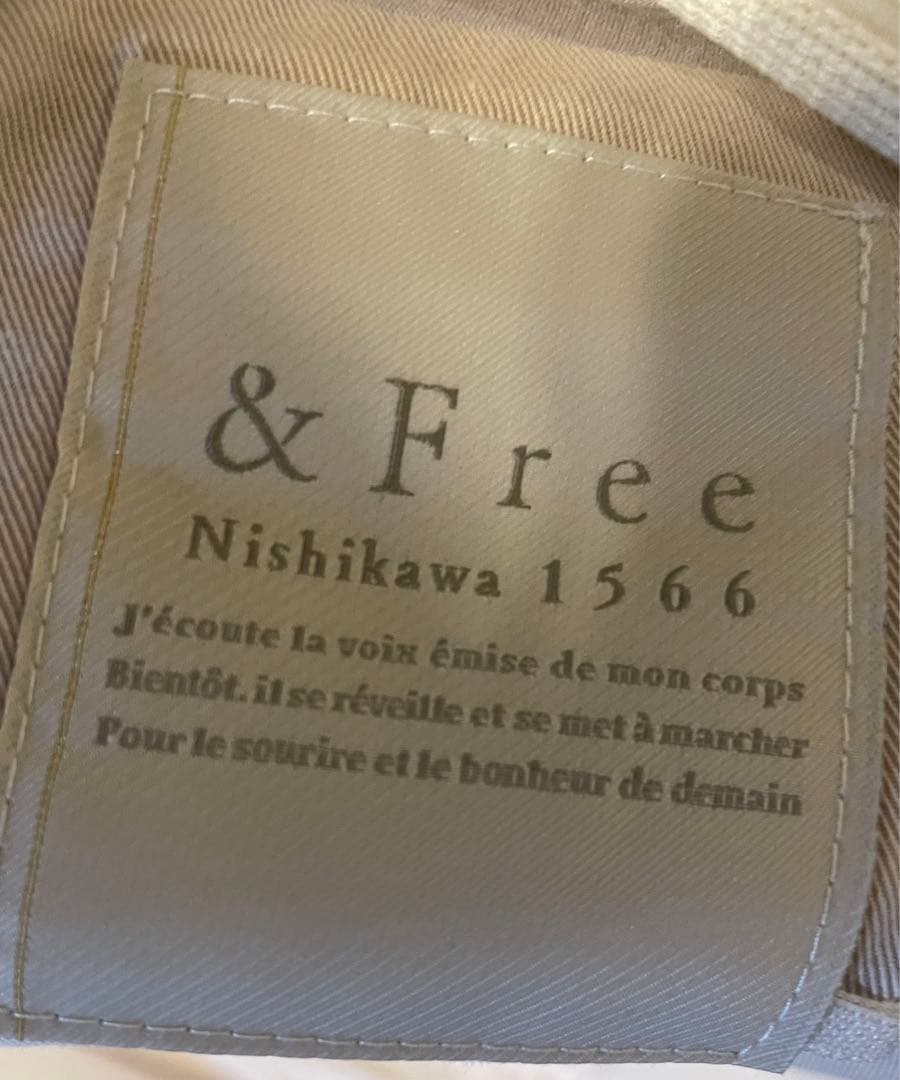 & Free
Nishikawa 1566
J'écoute la voix émise de mon corps
Bientôt. il se réveille et se met à marcher
Pour le sourire et le bonheur de demain